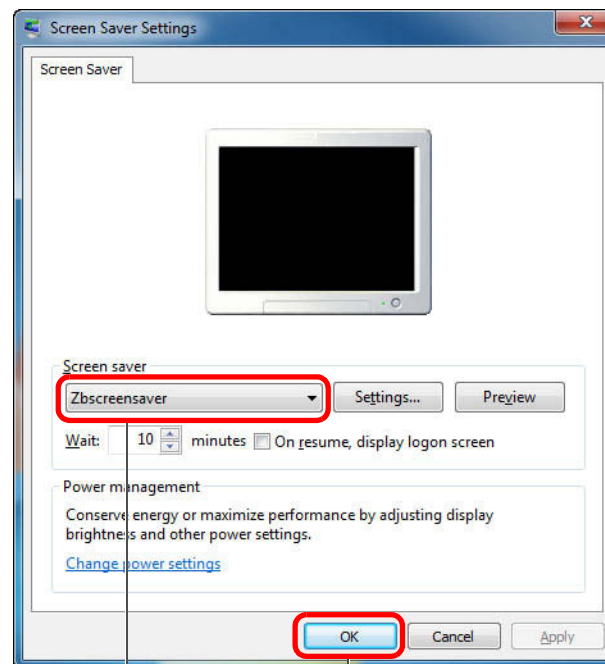 Screen Saver Settings
Screen Saver
Screen saver
Zbscreensaver
Settings... Preview
Wait: 10 minutes On resume, display logon screen
Power management
Conserve energy or maximize performance by adjusting display
brightness and other power settings.
Change power settings
OK Cancel Apply